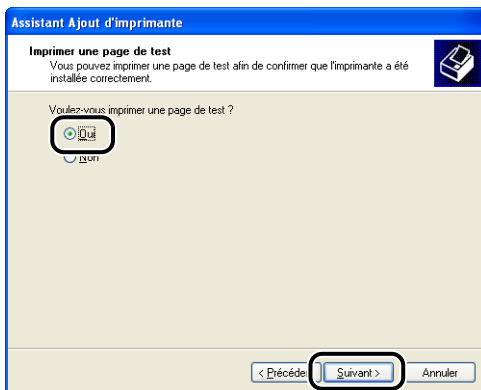 Assistant Ajout d'imprimante
Imprimer une page de test
Vous pouvez imprimer une page de test afin de confirmer que l'imprimante a été
installée correctement.
Voulez-vous imprimer une page de test ?
Oui
Non
< Précéde Suivant > Annuler